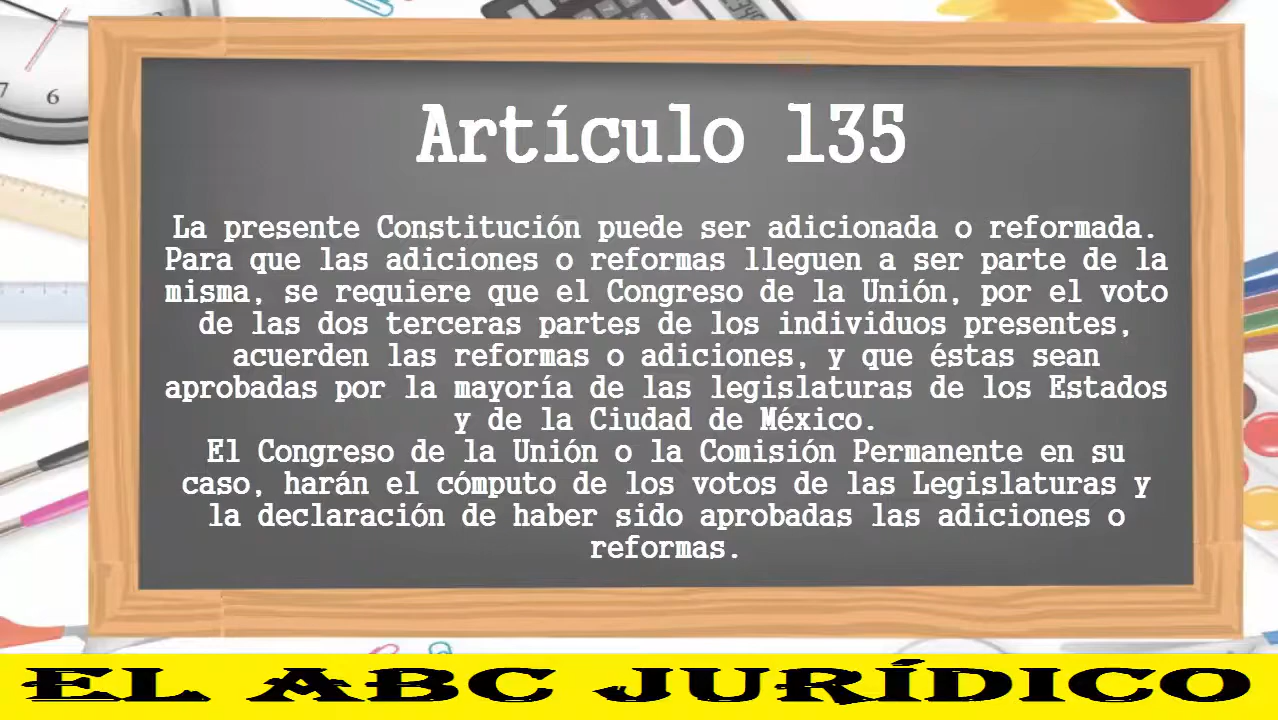 7 6
Artículo 135
La presente Constitución puede ser adicionada o reformada.
Para que las adiciones o reformas lleguen a ser parte de la
misma, se requiere que el Congreso de la Unión, por el voto
de las dos terceras partes de los individuos presentes,
acuerden las reformas o adiciones, y que éstas sean
aprobadas por la mayoría de las legislaturas de los Estados
y de la Ciudad de México.
El Congreso de la Unión o la Comisión Permanente en su
caso, harán el cómputo de los votos de las Legislaturas y
la declaración de haber sido aprobadas las adiciones o
reformas.
EL ABC JURÍDICO